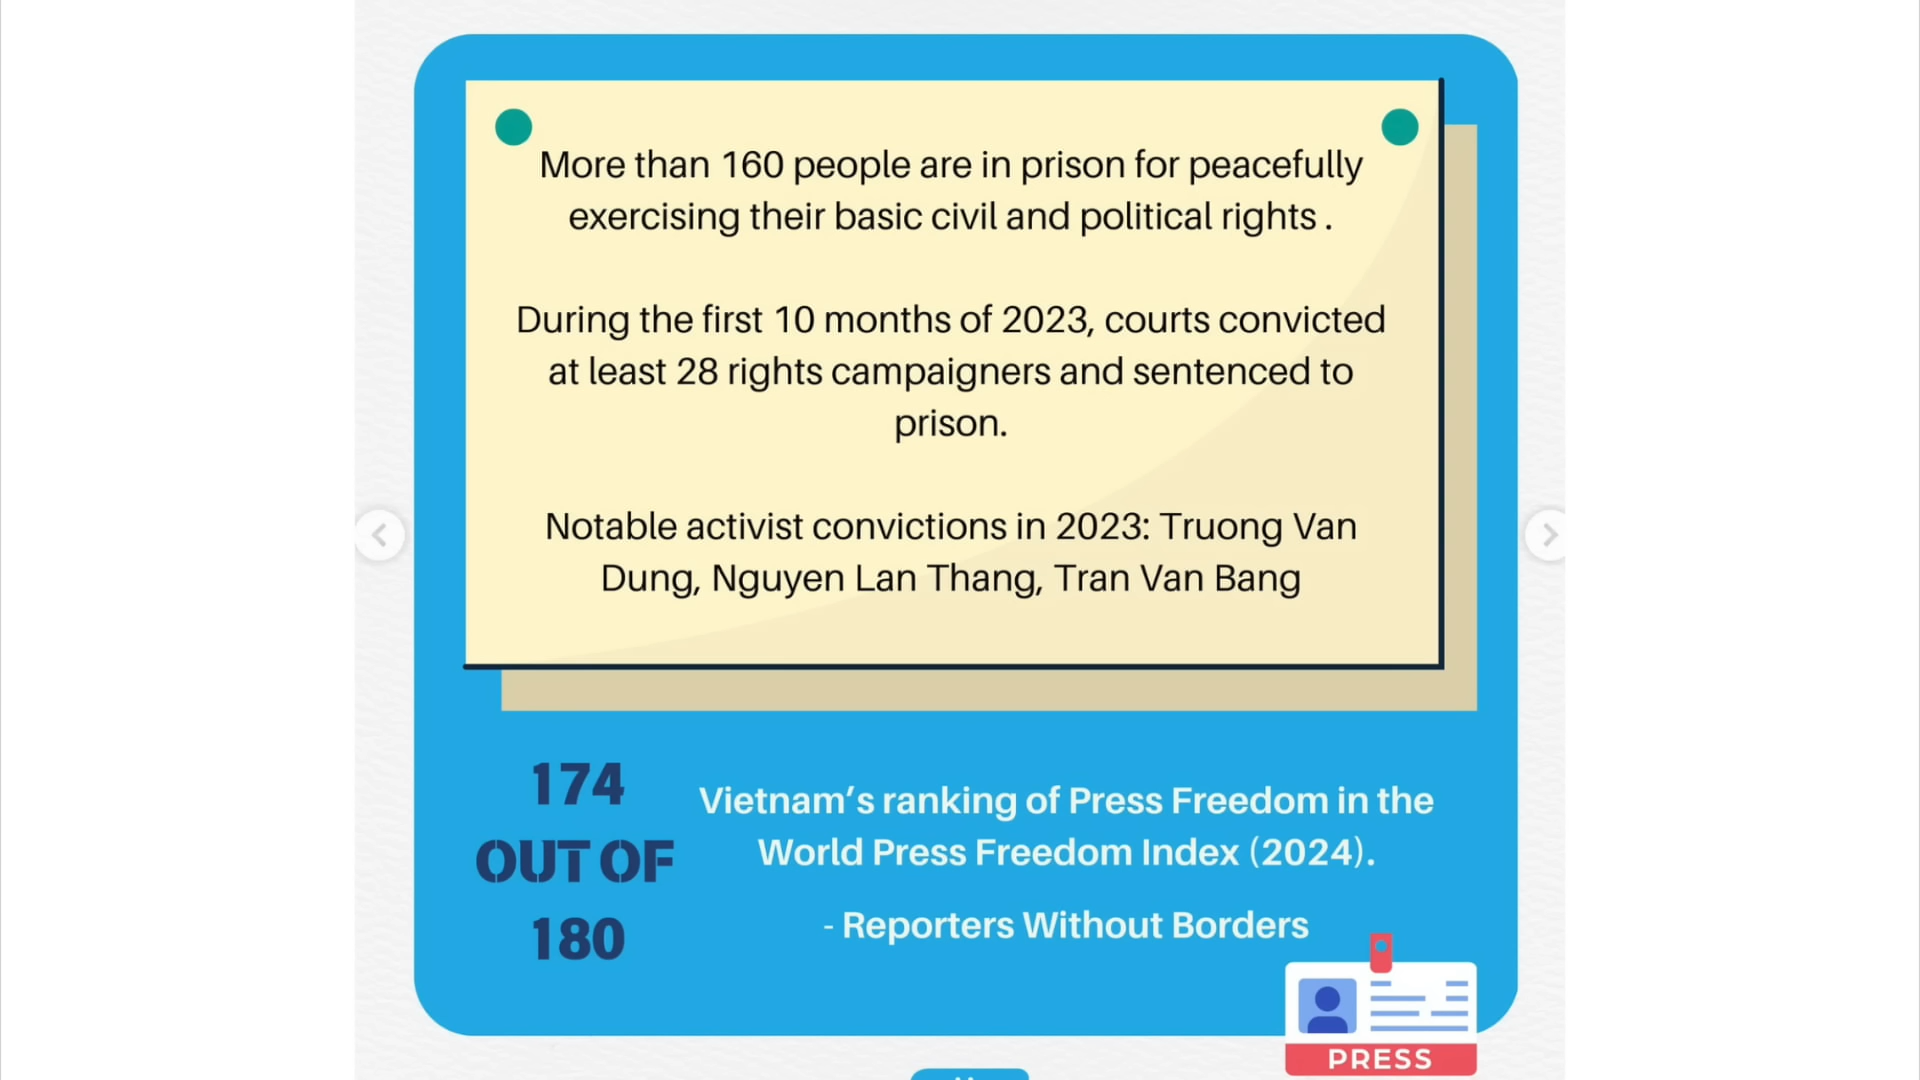 More than 160 people are in prison for peacefully
exercising their basic civil and political rights .
During the first 10 months of 2023, courts convicted
at least 28 rights campaigners and sentenced to
prison.
Notable activist convictions in 2023: Truong Van
Dung, Nguyen Lan Thang, Tran Van Bang
174
OUT OF
180
Vietnam’s ranking of Press Freedom in the
World Press Freedom Index (2024).
- Reporters Without Borders
PRESS